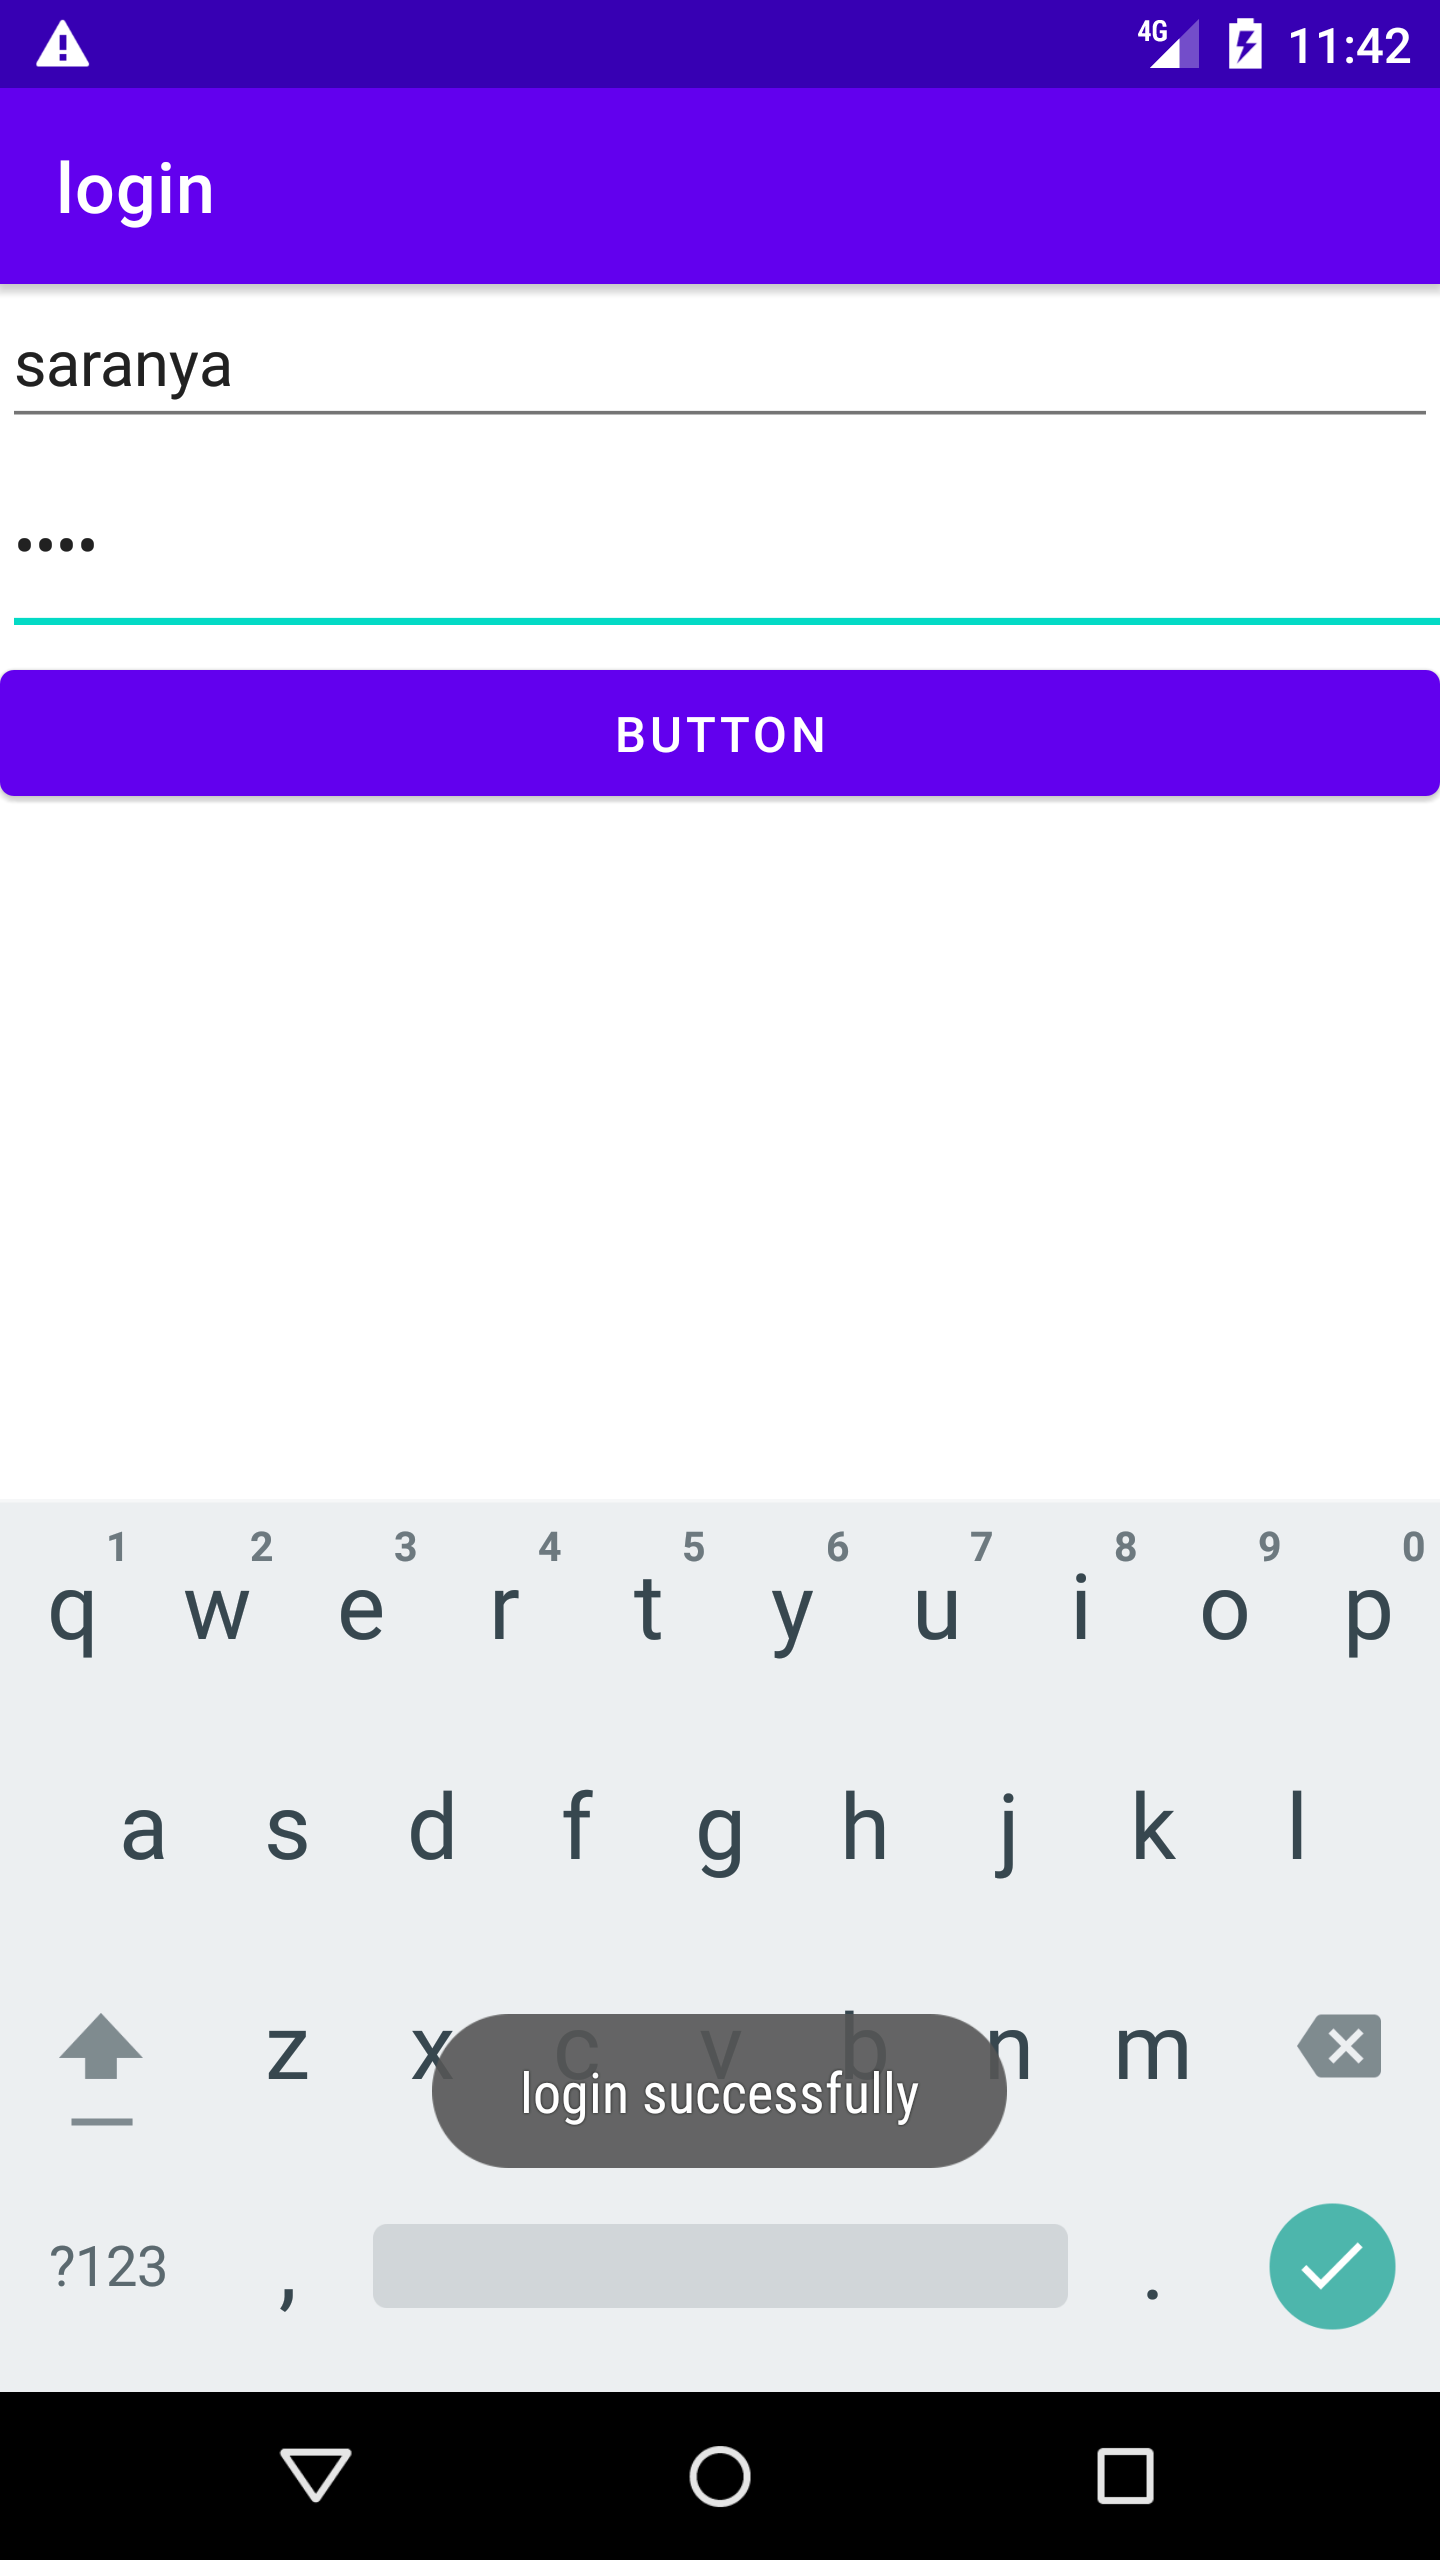 4G 11:42
login
saranya
••••
BUTTON
1 2 3 4 5 6 7 8 9 0
q w e r t y u i o p
a s d f g h j k l
z x c v b n m
login successfully
?123 , .